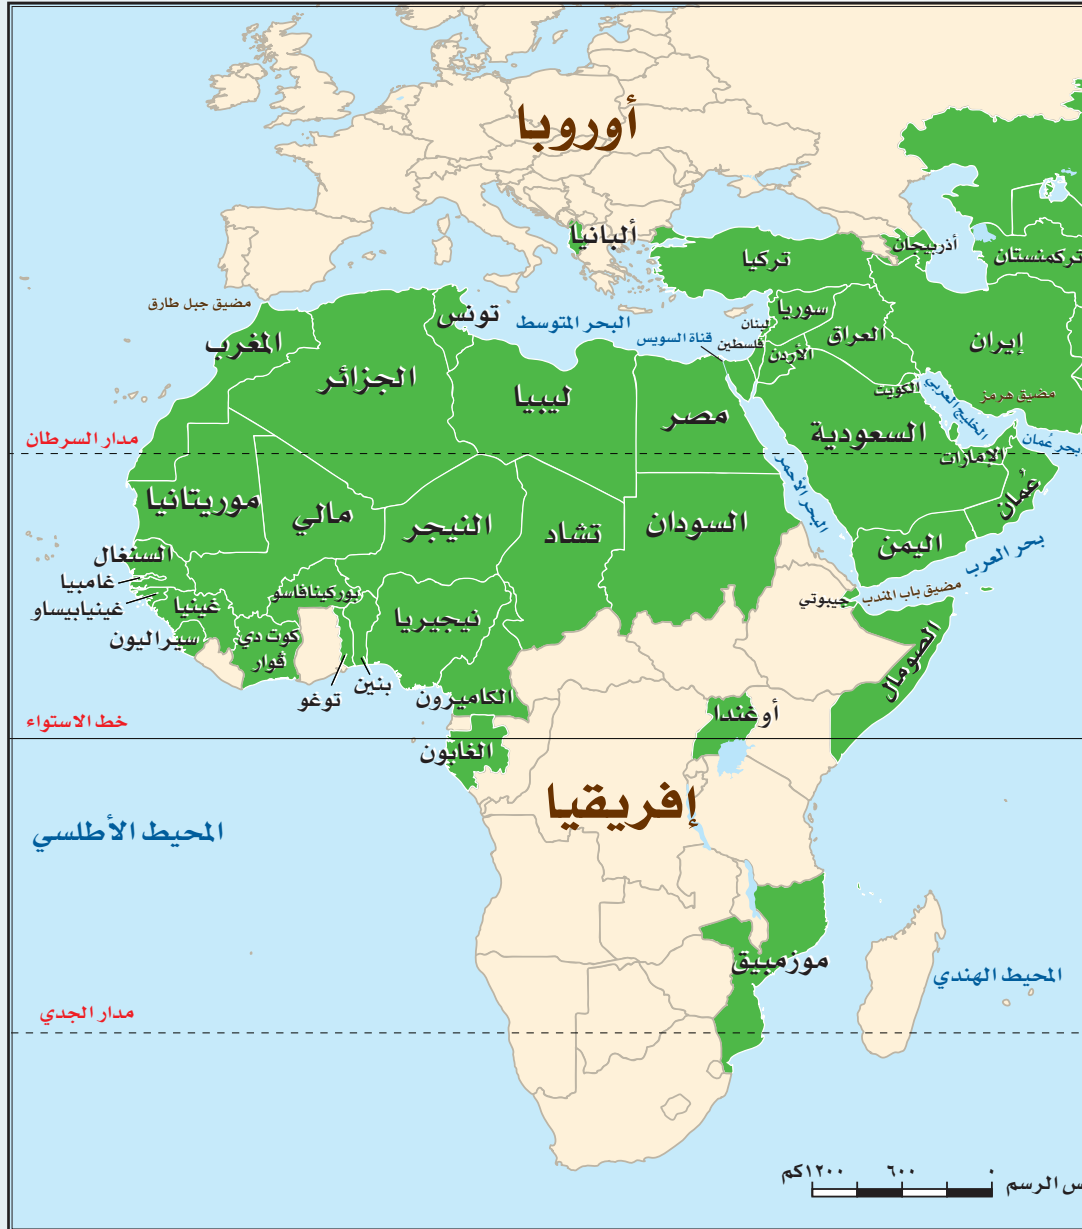 أوروبا
ألبانيا
تركيا
أذربيجان
تركمنستان
مضيق جبل طارق
تونس
البحر المتوسط
قناة السويس
لبنان
فلسطين
سوريا
الأردن
العراق
إيران
المغرب
الجزائر
ليبيا
مصر
الكويت
الخليج العربي
مضيق هرمز
السعودية
الإمارات
بحر عُمان
عُمان
مدار السرطان
البحر الأحمر
موريتانيا
مالي
النيجر
تشاد
السودان
اليمن
بحر العرب
السنغال
غامبيا
غينيابيساو
غينيا
سيراليون
بوركينافاسو
كوت دي
ڤوار
نيجيريا
جيبوتي
مضيق باب المندب
الصومال
توغو
بنين
الكاميرون
أوغندا
خط الاستواء
الغابون
إفريقيا
المحيط الأطلسي
موزمبيق
المحيط الهندي
مدار الجدي
س الرسم
٠ ٦٠٠ ١٢٠٠كم